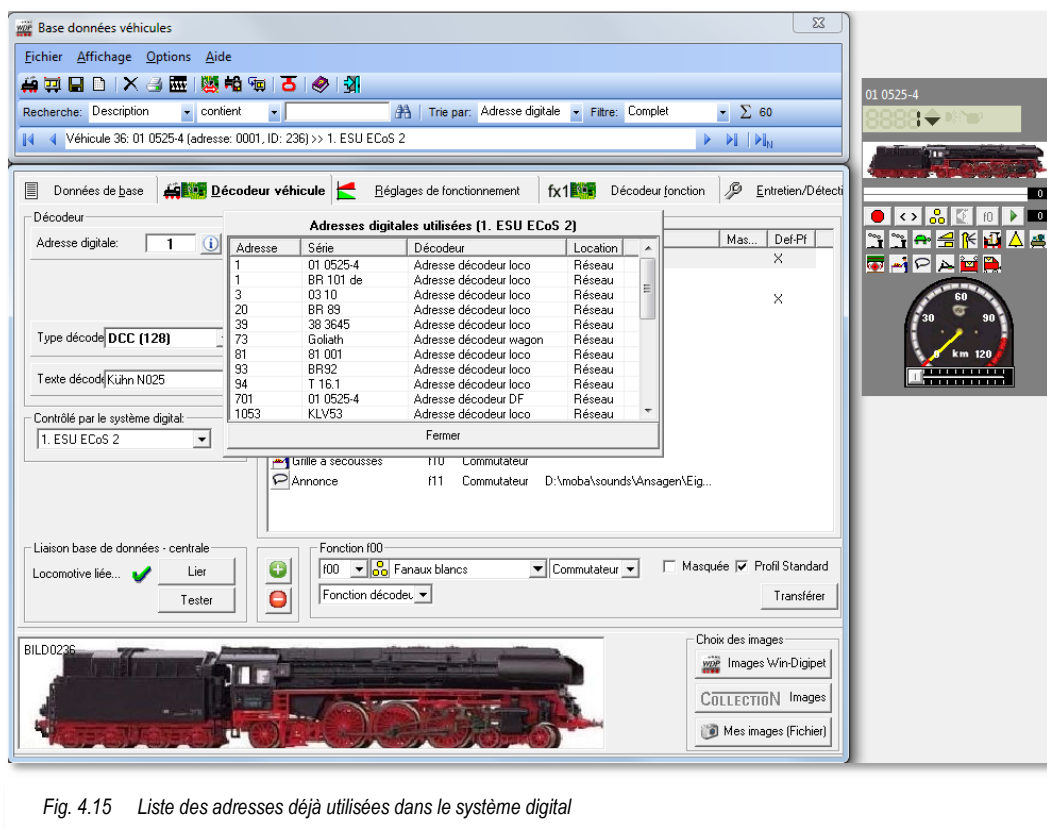 Base données véhicules
Fichier Affichage Options Aide
Recherche: Description contient Trie par: Adresse digitale Filtre: Complet Σ 60
Véhicule 36: 01 0525-4 (adresse: 0001, ID: 236) >> 1. ESU ECoS 2
Données de base Décodeur véhicule Réglages de fonctionnement fx1 Décodeur fonction Entretien/Détecti
Décodeur
Adresse digitale: 1
Type décode DCC (128)
Texte décode Kühn N025
Contrôlé par le système digital:
1. ESU ECoS 2
Adresses digitales utilisées (1. ESU ECoS 2)
Adresse Série Décodeur Location
1 01 0525-4 Adresse décodeur loco Réseau
1 BR 101 de Adresse décodeur loco Réseau
3 03 10 Adresse décodeur loco Réseau
20 BR 89 Adresse décodeur loco Réseau
39 38 3645 Adresse décodeur loco Réseau
73 Goliath Adresse décodeur wagon Réseau
81 81 001 Adresse décodeur loco Réseau
93 BR92 Adresse décodeur loco Réseau
94 T 16.1 Adresse décodeur loco Réseau
701 01 0525-4 Adresse décodeur DF Réseau
1053 KLV53 Adresse décodeur loco Réseau
Fermer
Mas... Def-Pf
X
X
Grille à secousses f10 Commutateur
Annonce f11 Commutateur D:\moba\sounds\Ansagen\Eig...
Liaison base de données - centrale
Locomotive liée... Lier
Tester
Fonction f00
f00 Fanaux blancs Commutateur Masquée Profil Standard
Fonction décodeu Transférer
BILD0236
Choix des images
WDP Images Win-Digipet
COLLECTION Images
Mes images (Fichier)
01 0525-4
0
f0 0
30 60 90
0 km 120
Fig. 4.15 Liste des adresses déjà utilisées dans le système digital